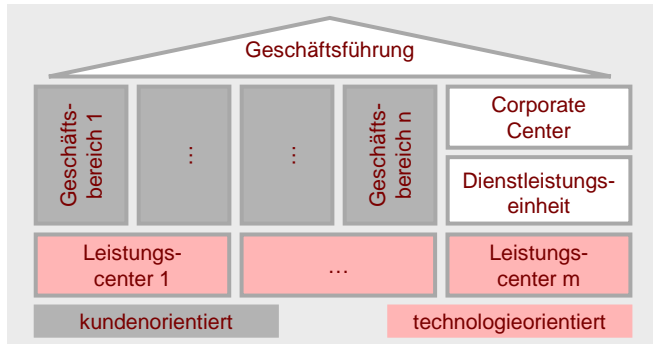 Geschäftsführung
Geschäfts-
bereich 1
...
...
Geschäfts-
bereich n
Corporate
Center
Dienstleistungs-
einheit
Leistungs-
center 1
...
Leistungs-
center m
kundenorientiert
technologieorientiert